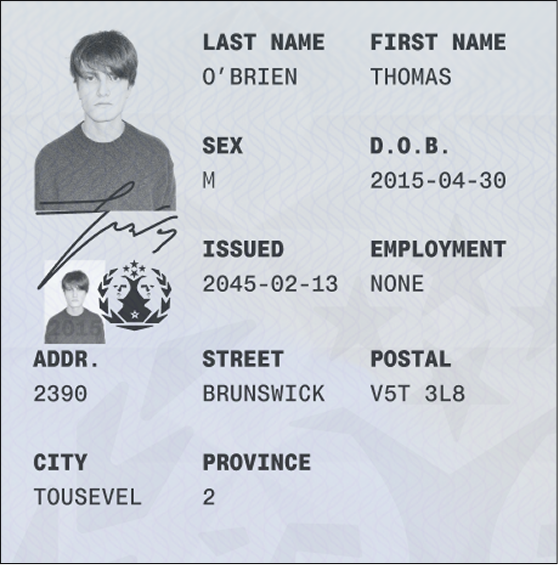 LAST NAME FIRST NAME
O'BRIEN THOMAS
SEX D.O.B.
M 2015-04-30
ISSUED EMPLOYMENT
2045-02-13 NONE
2015
ADDR. STREET POSTAL
2390 BRUNSWICK V5T 3L8
CITY PROVINCE
TOUSEVEL 2